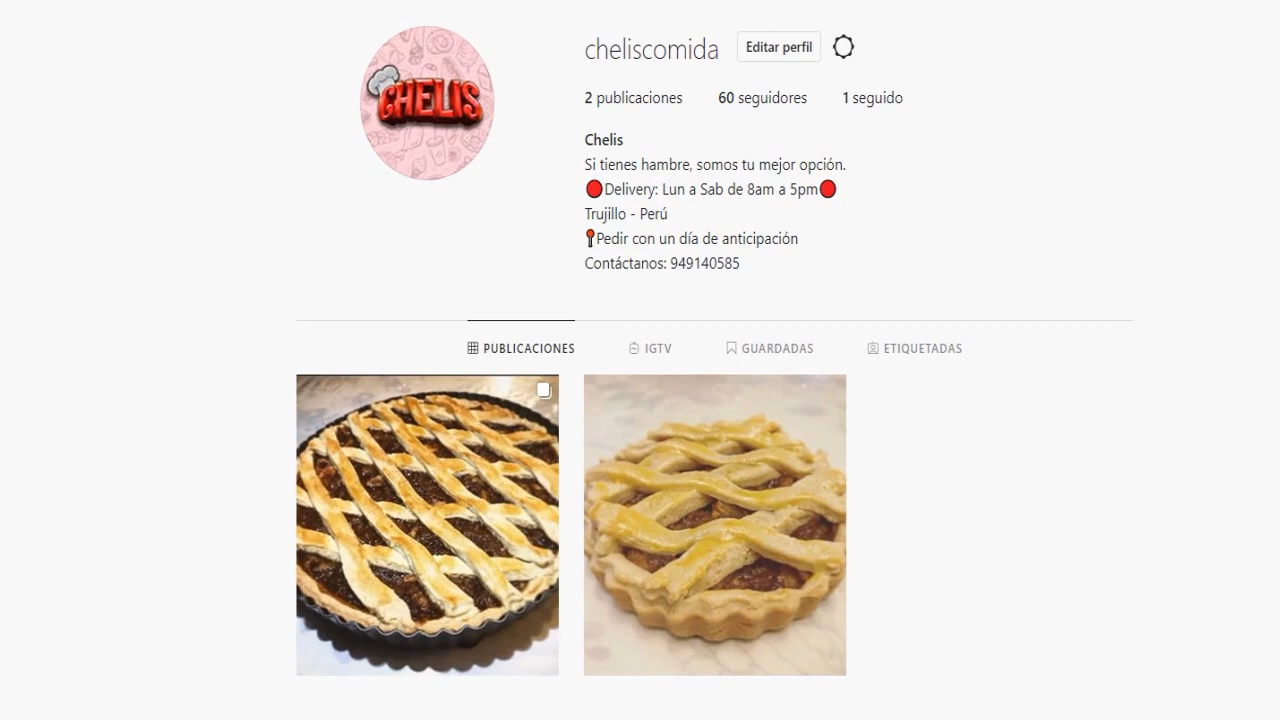 CHELIS
cheliscomida Editar perfil
2 publicaciones 60 seguidores 1 seguido
Chelis
Si tienes hambre, somos tu mejor opción.
🔴Delivery: Lun a Sab de 8am a 5pm🔴
Trujillo - Perú
📍Pedir con un día de anticipación
Contáctanos: 949140585
PUBLICACIONES IGTV GUARDADAS ETIQUETADAS